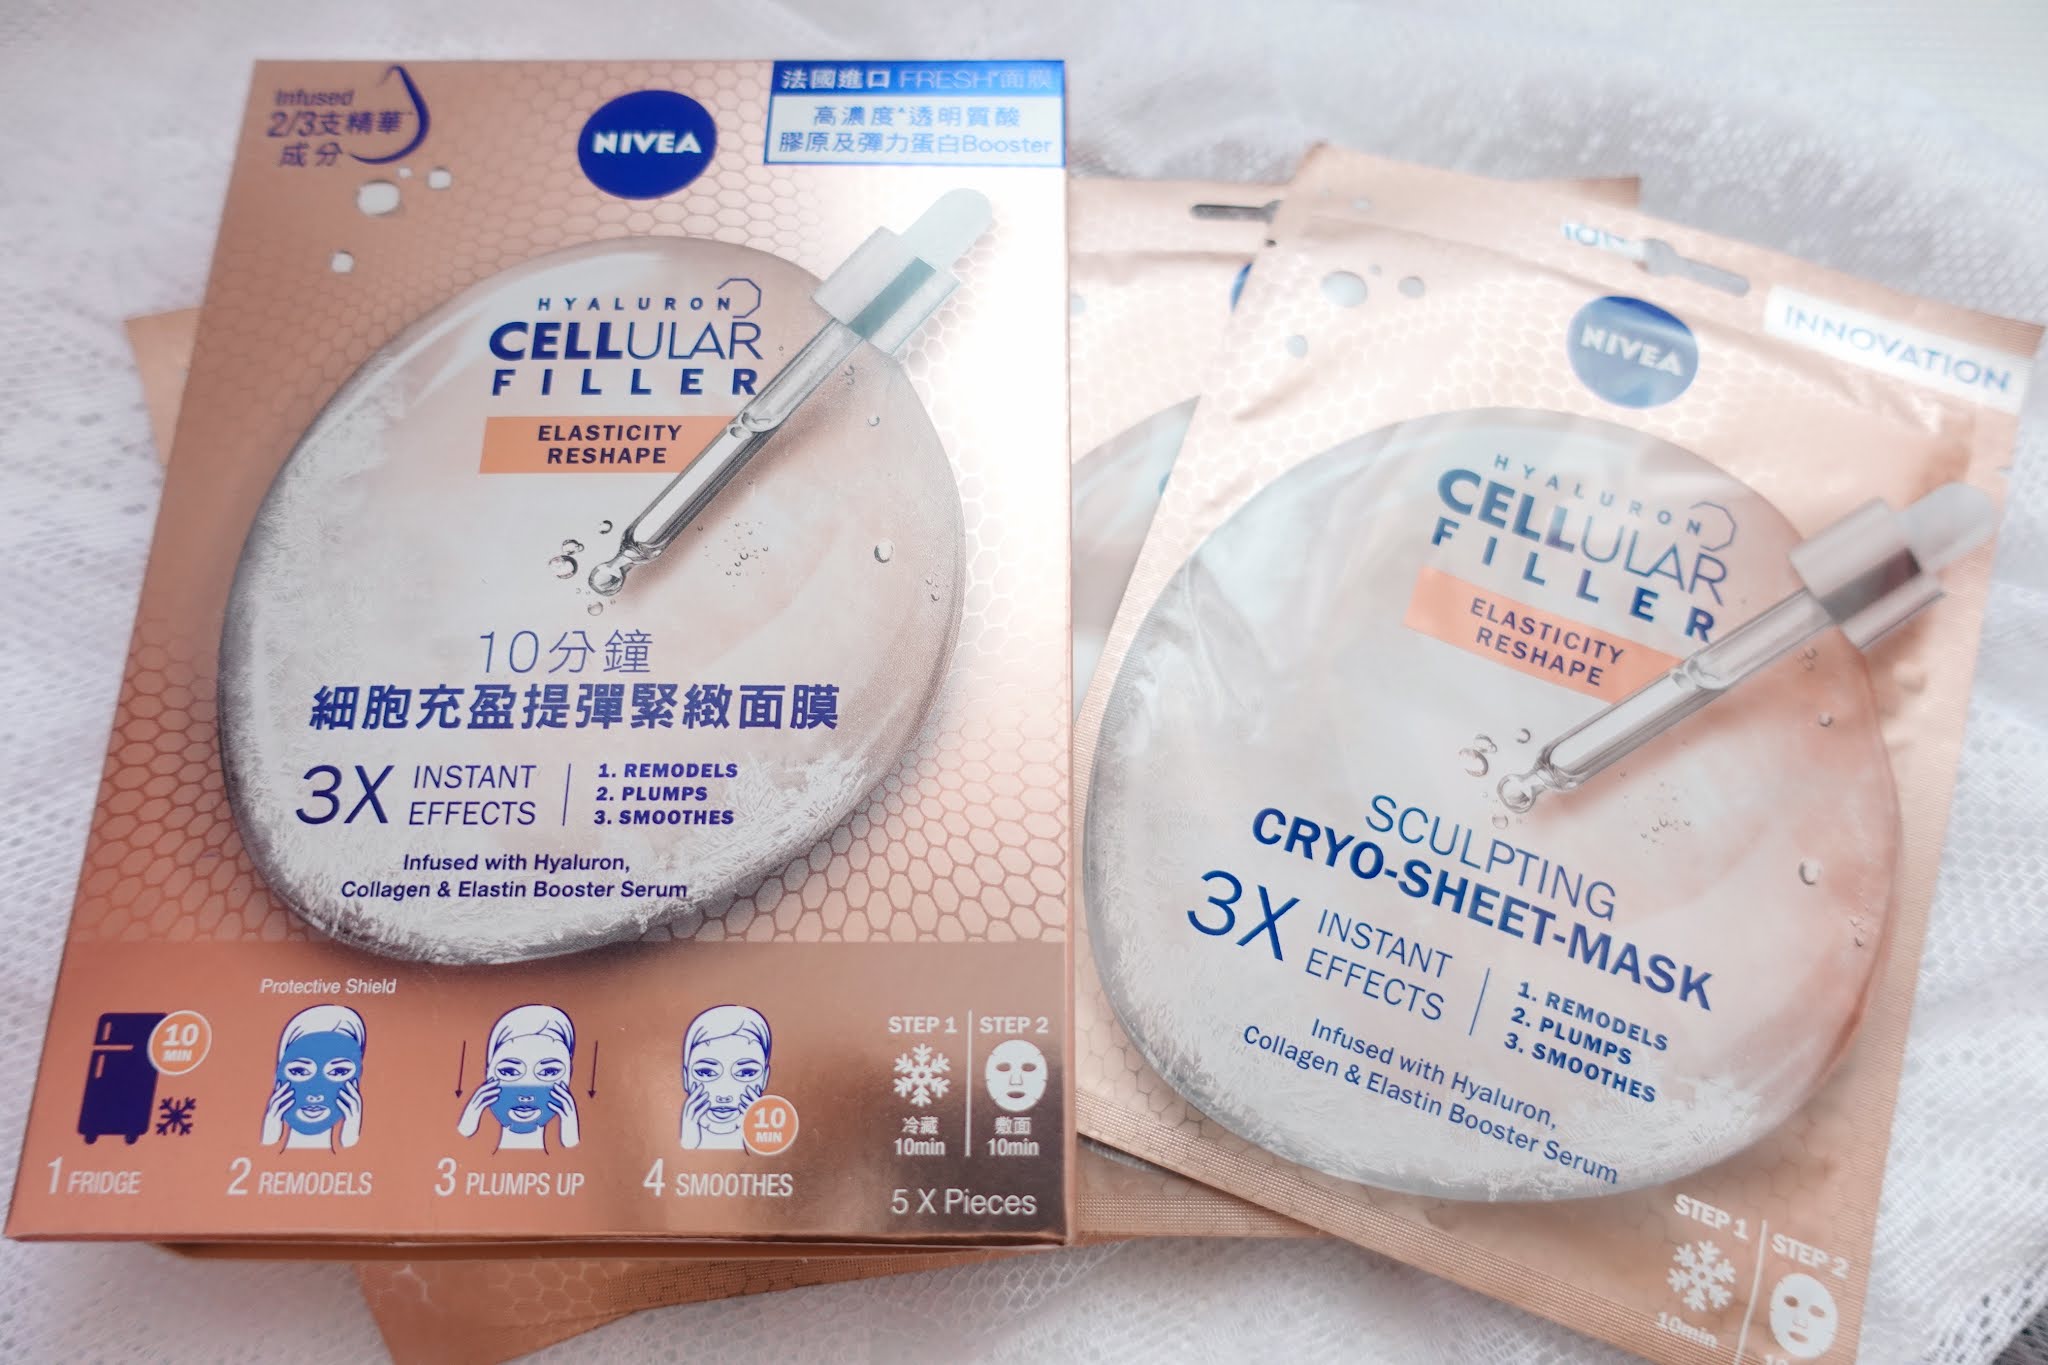 Infused
2/3支精華*
成分
NIVEA
法國進口 FRESH*面膜
高濃度^透明質酸
膠原及彈力蛋白Booster
HYALURON
CELLULAR
FILLER
ELASTICITY
RESHAPE
10分鐘
細胞充盈提彈緊緻面膜
3X INSTANT EFFECTS
1. REMODELS
2. PLUMPS
3. SMOOTHES
Infused with Hyaluron,
Collagen & Elastin Booster Serum
Protective Shield
10 MIN
10 MIN
1 FRIDGE
2 REMODELS
3 PLUMPS UP
4 SMOOTHES
STEP 1 STEP 2
冷藏 敷面
10min 10min
5 X Pieces
INNOVATION
NIVEA
HYALURON
CELLULAR
FILLER
ELASTICITY
RESHAPE
SCULPTING
CRYO-SHEET-MASK
3X INSTANT EFFECTS
1. REMODELS
2. PLUMPS
3. SMOOTHES
Infused with Hyaluron,
Collagen & Elastin Booster Serum
STEP 1 STEP 2
10min